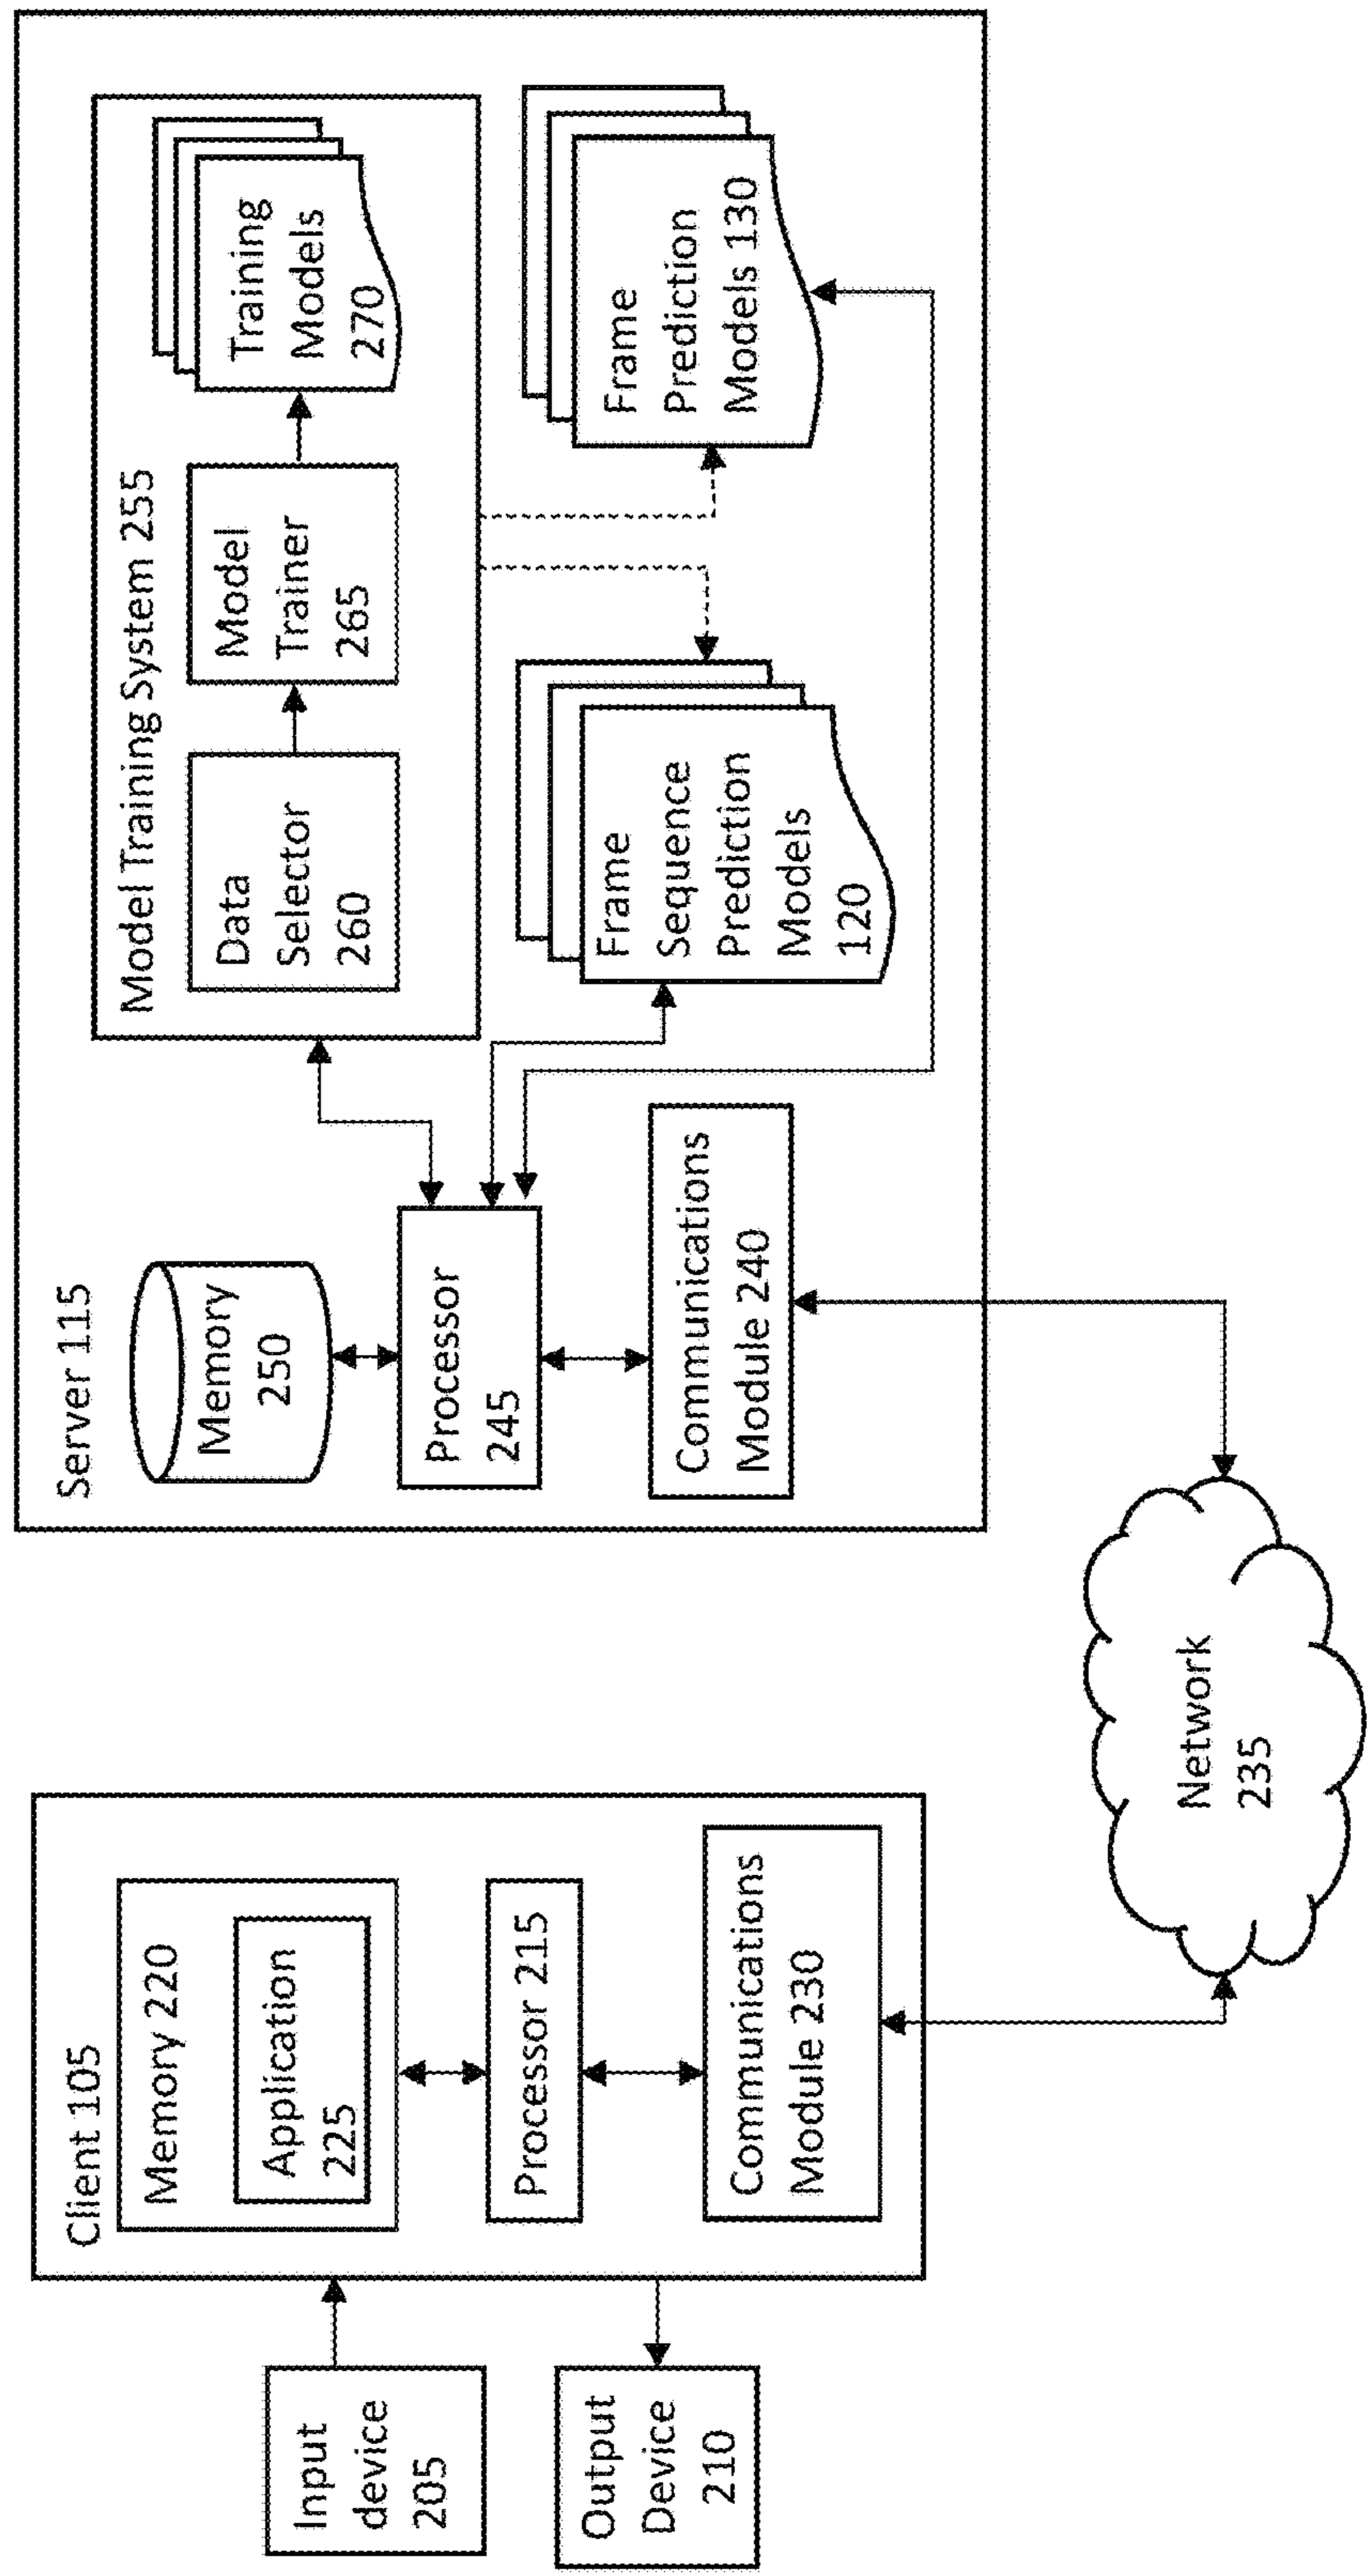 Input
device
205
Output
Device
210
Client 105
Memory 220
Application
225
Processor 215
Communications
Module 230
Network
235
Server 115
Memory
250
Processor
245
Communications
Module 240
Model Training System 255
Data
Selector
260
Model
Trainer
265
Training
Models
270
Frame
Sequence
Prediction
Models
120
Frame
Prediction
Models 130